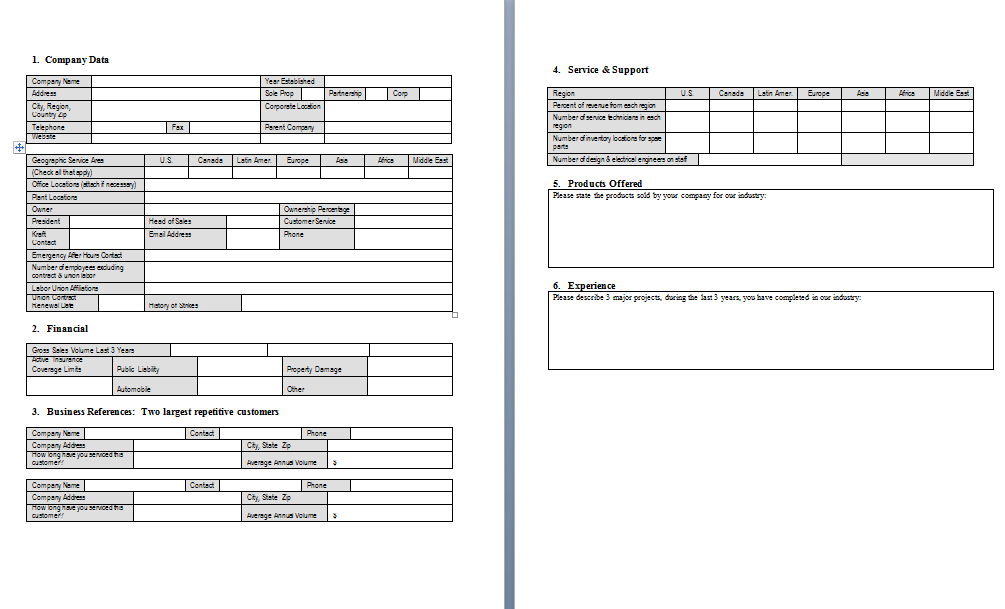 1. Company Data
Company Name Year Established
Address Sole Prop Partnership Corp
City, Region, Corporate Location
Country Zip
Telephone Fax Parent Company
Website
Geographic Service Area U.S. Canada Latin Amer. Europe Asia Africa Middle East
(Check all that apply)
Office Locations (attach if necessary)
Plant Locations
Owner Ownership Percentage
President Head of Sales Customer Service
Kraft Email Address Phone
Contact
Emergency After Hours Contact
Number of employees excluding
contract & union labor
Labor Union Affiliations
Union Contract
Renewal Date History of Strikes
2. Financial
Gross Sales Volume Last 3 Years
Active Insurance
Coverage Limits Public Liability Property Damage
Automobile Other
3. Business References: Two largest repetitive customers
Company Name Contact Phone
Company Address City, State Zip
How long have you serviced this
customer? Average Annual Volume $
Company Name Contact Phone
Company Address City, State Zip
How long have you serviced this
customer? Average Annual Volume $
4. Service & Support
Region U.S. Canada Latin Amer. Europe Asia Africa Middle East
Percent of revenue from each region
Number of service technicians in each
region
Number of inventory locations for spare
parts
Number of design & electrical engineers on staff
5. Products Offered
Please state the products sold by your company for our industry:
6. Experience
Please describe 3 major projects, during the last 3 years, you have completed in our industry: